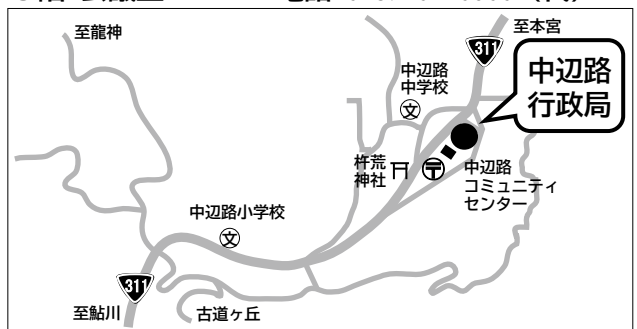 至龍神
311
至本宮
中辺路
中学校
文
中辺路
行政局
杵荒
神社
〒
中辺路
コミュニティ
センター
中辺路小学校
文
311
至鮎川
古道ヶ丘